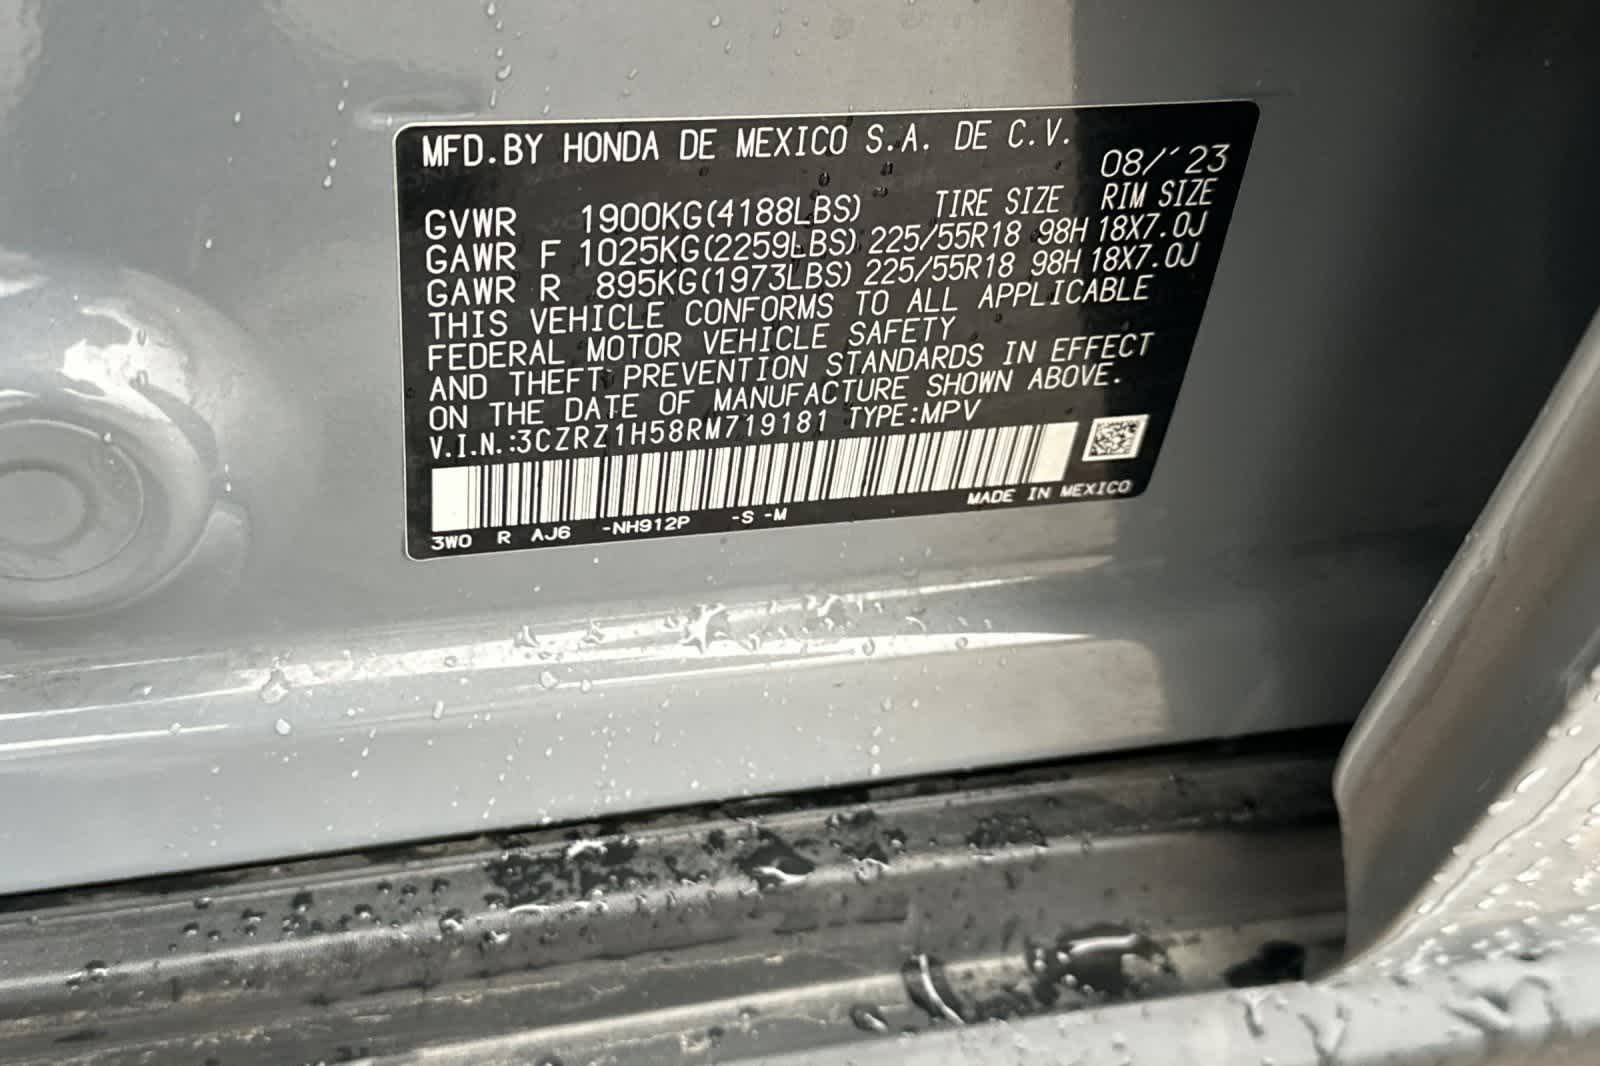 MFD.BY HONDA DE MEXICO S.A. DE C.V.
08/'23
GVWR 1900KG(4188LBS) TIRE SIZE RIM SIZE
GAWR F 1025KG(2259LBS) 225/55R18 98H 18X7.0J
GAWR R 895KG(1973LBS) 225/55R18 98H 18X7.0J
THIS VEHICLE CONFORMS TO ALL APPLICABLE
FEDERAL MOTOR VEHICLE SAFETY
AND THEFT PREVENTION STANDARDS IN EFFECT
ON THE DATE OF MANUFACTURE SHOWN ABOVE.
V.I.N.:3CZRZ1H58RM719181 TYPE:MPV
MADE IN MEXICO
3W0 R AJ6 -NH912P -S -M